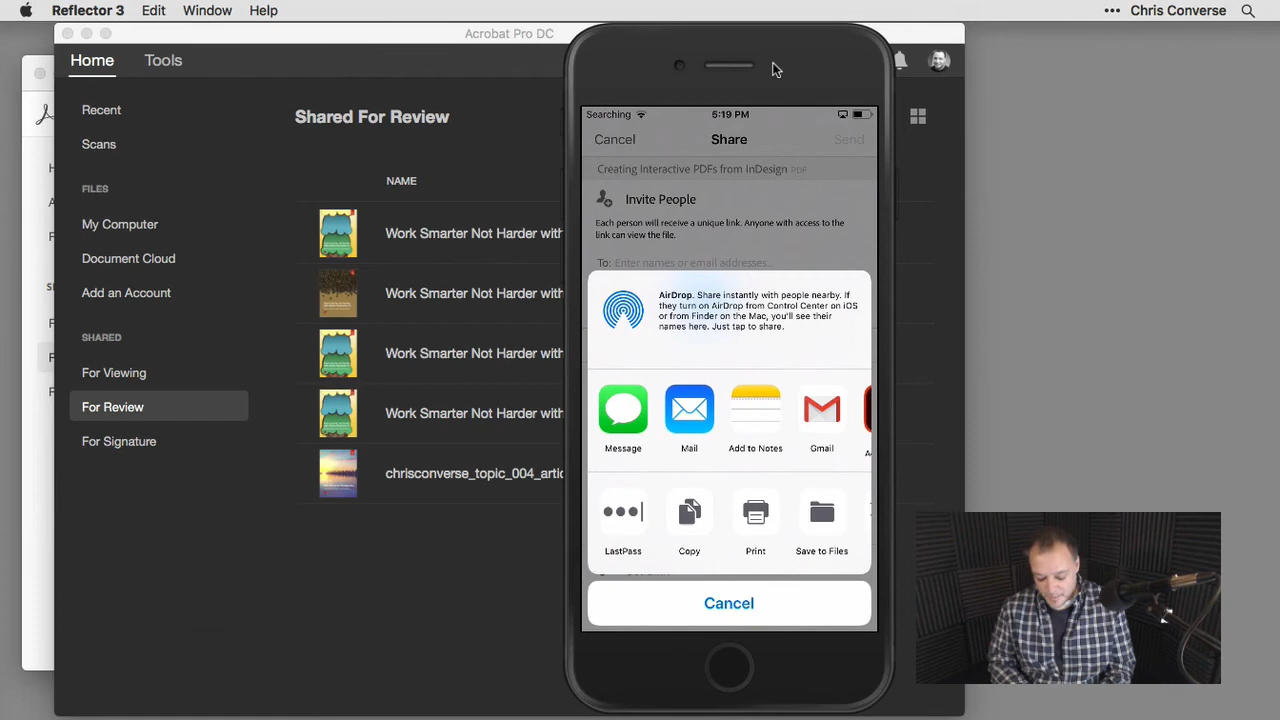 Reflector 3 Edit Window Help
Chris Converse
Acrobat Pro DC
Home Tools
Recent
Scans
FILES
My Computer
Document Cloud
Add an Account
SHARED
For Viewing
For Review
For Signature
Shared For Review
NAME
Work Smarter Not Harder with
Work Smarter Not Harder with
Work Smarter Not Harder with
Work Smarter Not Harder with
chrisconverse_topic_004_artic
Searching 5:19 PM
Cancel Share Send
Creating Interactive PDFs from InDesign PDF
Invite People
Each person will receive a unique link. Anyone with access to the
link can view the file.
To: Enter names or email addresses...
AirDrop. Share instantly with people nearby. If
they turn on AirDrop from Control Center on iOS
or from Finder on the Mac, you'll see their
names here. Just tap to share.
Message Mail Add to Notes Gmail
LastPass Copy Print Save to Files
Cancel